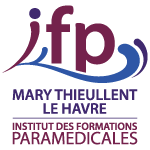 ifp
MARY THIEULLENT
LE HAVRE
INSTITUT DES FORMATIONS
PARAMEDICALES